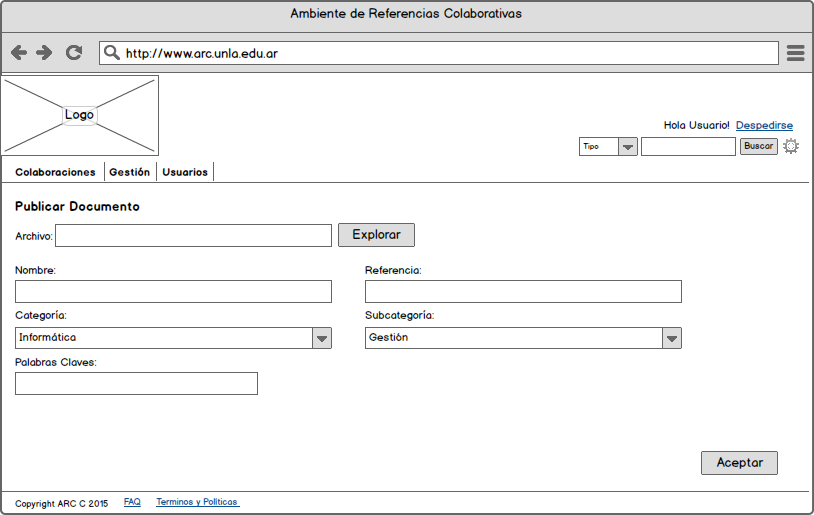 Ambiente de Referencias Colaborativas
http://www.arc.unla.edu.ar
Logo
Hola Usuario! Despedirse
Tipo Buscar
Colaboraciones Gestión Usuarios
Publicar Documento
Archivo: Explorar
Nombre: Referencia:
Categoría: Subcategoría:
Informática Gestión
Palabras Claves:
Aceptar
Copyright ARC C 2015 FAQ Terminos y Políticas